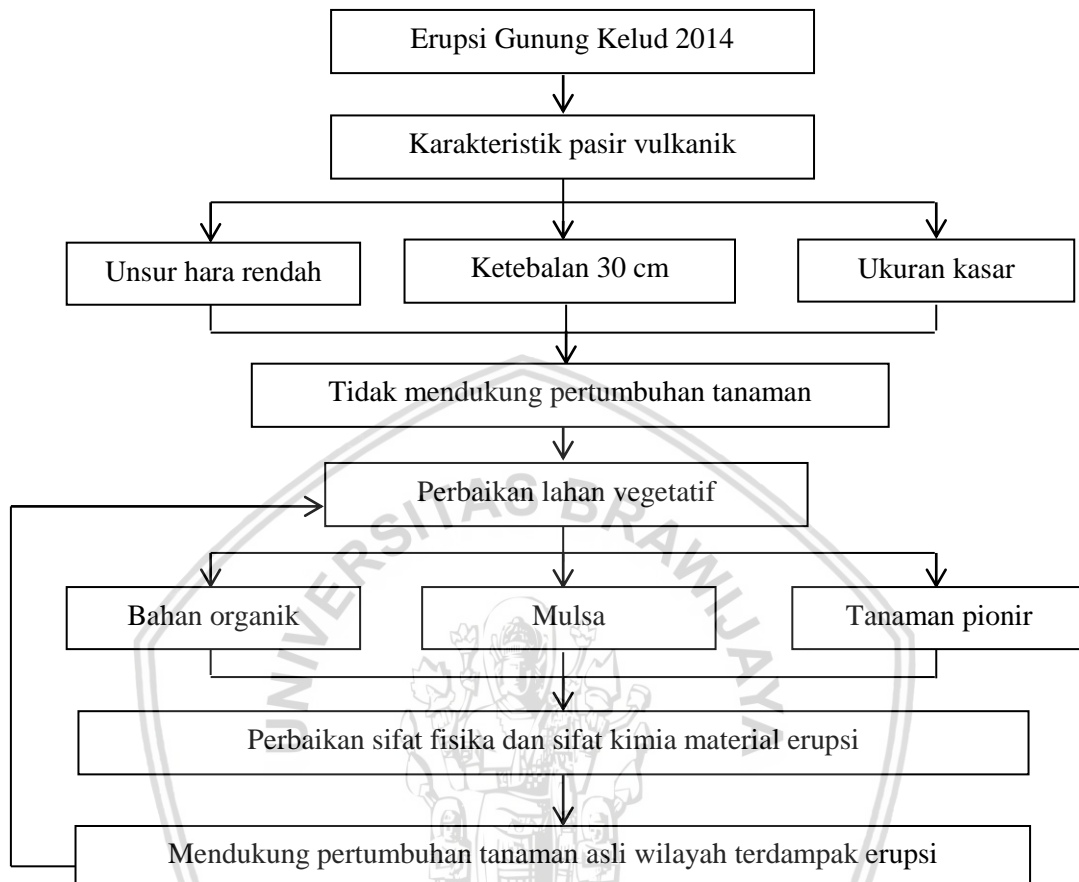 Erupsi Gunung Kelud 2014
Karakteristik pasir vulkanik
Unsur hara rendah
Ketebalan 30 cm
Ukuran kasar
Tidak mendukung pertumbuhan tanaman
Perbaikan lahan vegetatif
UNIVERSITAS BRAWIJAYA
Bahan organik
Mulsa
Tanaman pionir
Perbaikan sifat fisika dan sifat kimia material erupsi
Mendukung pertumbuhan tanaman asli wilayah terdampak erupsi